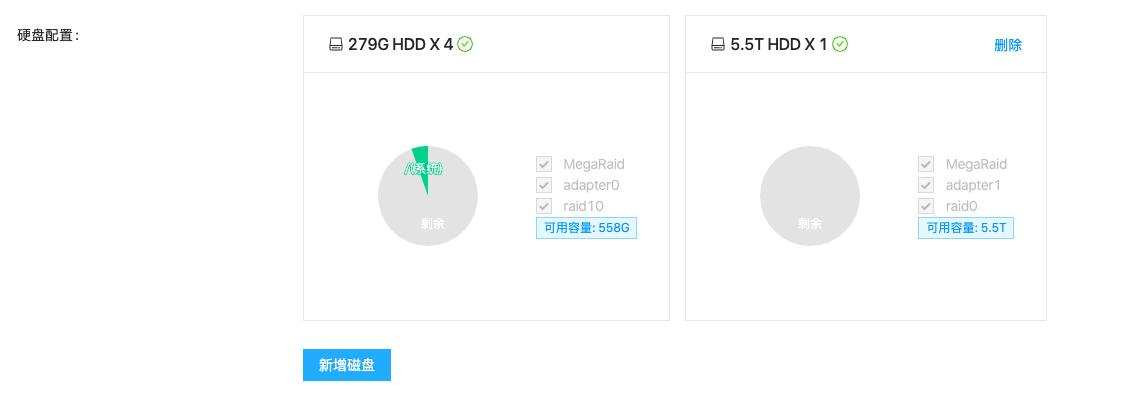 硬盘配置：
279G HDD X 4
5.5T HDD X 1
删除
/(系统)
剩余
MegaRaid
adapter0
raid10
可用容量: 558G
剩余
MegaRaid
adapter1
raid0
可用容量: 5.5T
新增磁盘